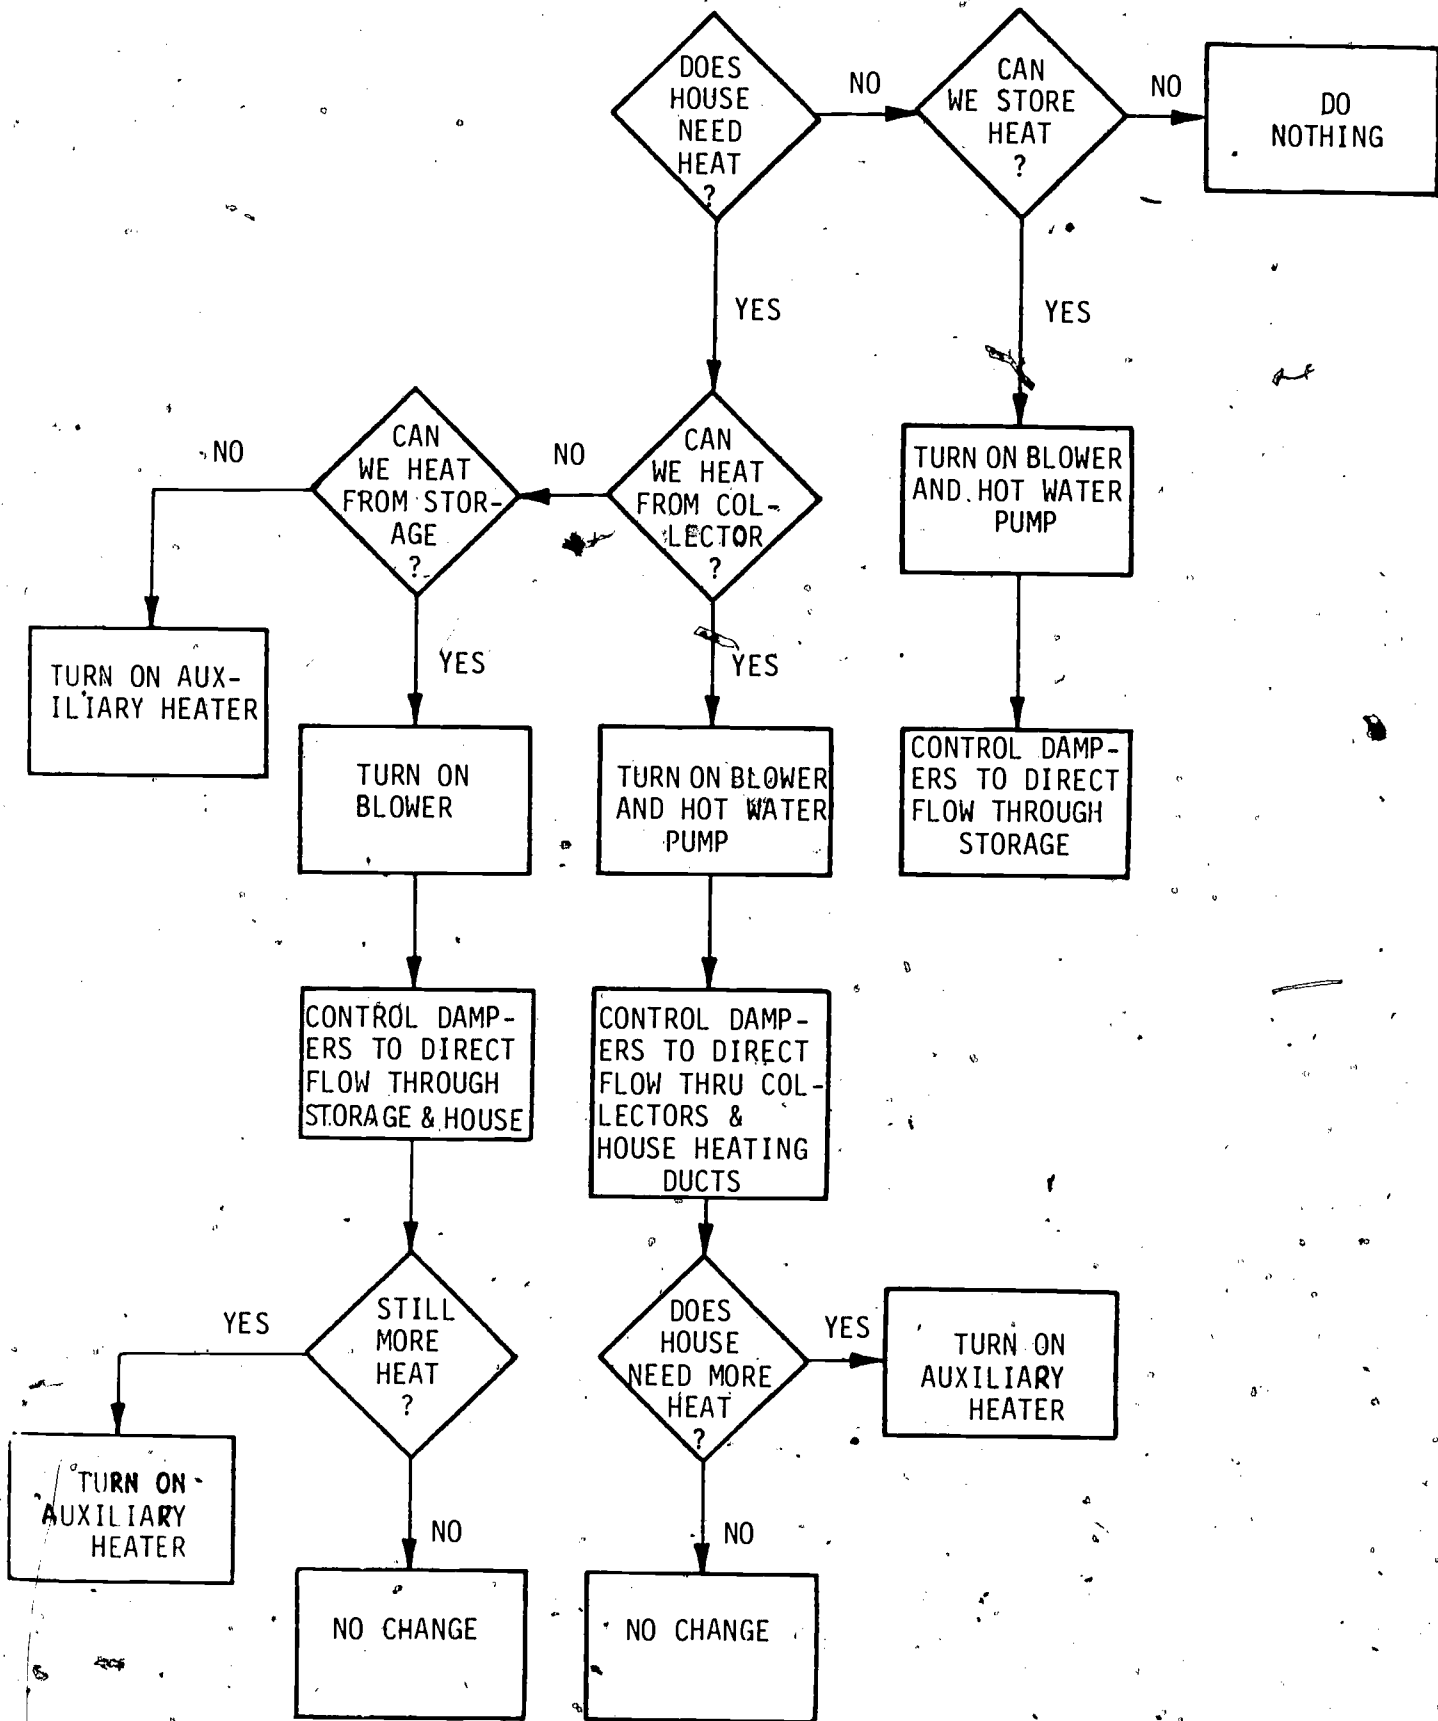 DOES
HOUSE
NEED
HEAT
?
NO
CAN
WE STORE
HEAT
?
NO
DO
NOTHING
YES
YES
TURN ON BLOWER
AND HOT WATER
PUMP
CONTROL DAMP-
ERS TO DIRECT
FLOW THROUGH
STORAGE
CAN
WE HEAT
FROM COL-
LECTOR
?
NO
CAN
WE HEAT
FROM STOR-
AGE
?
NO
TURN ON AUX-
ILIARY HEATER
YES
TURN ON
BLOWER
YES
TURN ON BLOWER
AND HOT WATER
PUMP
CONTROL DAMP-
ERS TO DIRECT
FLOW THROUGH
STORAGE & HOUSE
CONTROL DAMP-
ERS TO DIRECT
FLOW THRU COL-
LECTORS &
HOUSE HEATING
DUCTS
STILL
MORE
HEAT
?
YES
TURN ON
AUXILIARY
HEATER
NO
NO CHANGE
DOES
HOUSE
NEED MORE
HEAT
?
YES
TURN ON
AUXILIARY
HEATER
NO
NO CHANGE